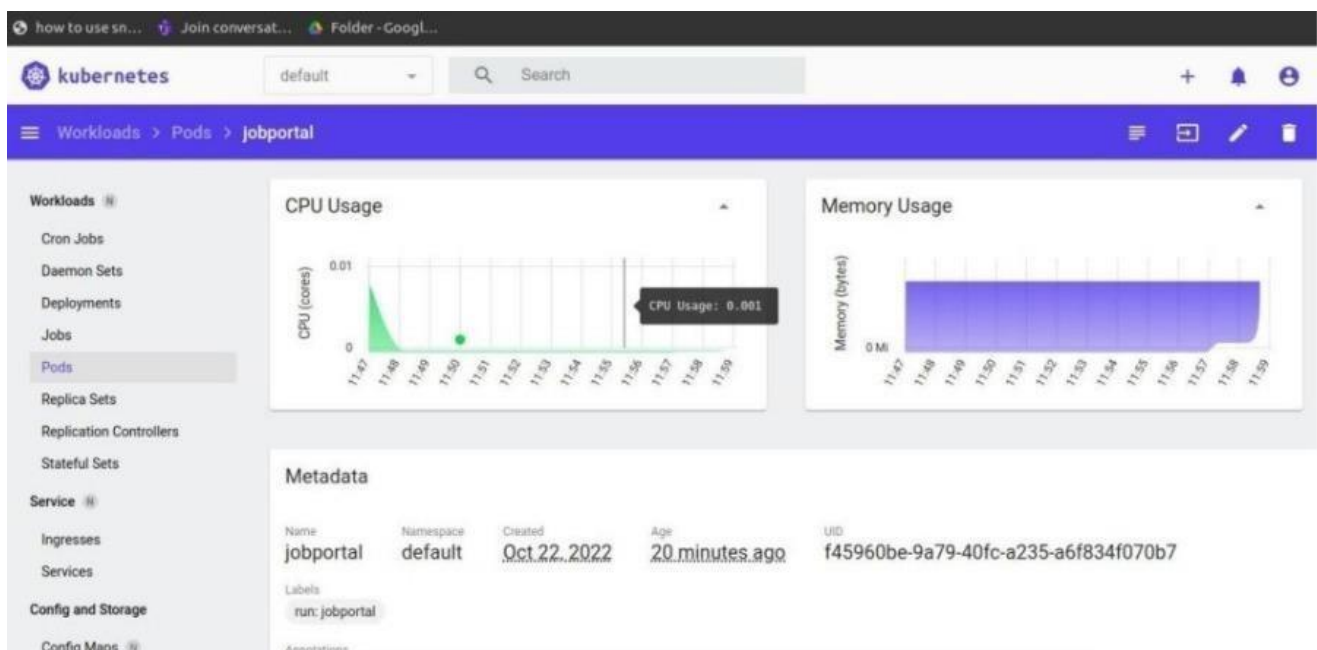 how to use sn... Join conversat... Folder - Googl...
kubernetes default Search
Workloads > Pods > jobportal
Workloads N
Cron Jobs
Daemon Sets
Deployments
Jobs
Pods
Replica Sets
Replication Controllers
Stateful Sets
Service N
Ingresses
Services
Config and Storage
Config Maps N
CPU Usage
CPU (cores)
0.01
0
CPU Usage: 0.001
11:47 11:48 11:49 11:50 11:51 11:52 11:53 11:54 11:55 11:56 11:57 11:58 11:59
Memory Usage
Memory (bytes)
0 Mi
11:47 11:48 11:49 11:50 11:51 11:52 11:53 11:54 11:55 11:56 11:57 11:58 11:59
Metadata
Name Namespace Created Age UID
jobportal default Oct 22, 2022 20 minutes ago f45960be-9a79-40fc-a235-a6f834f070b7
Labels
run: jobportal
Annotations